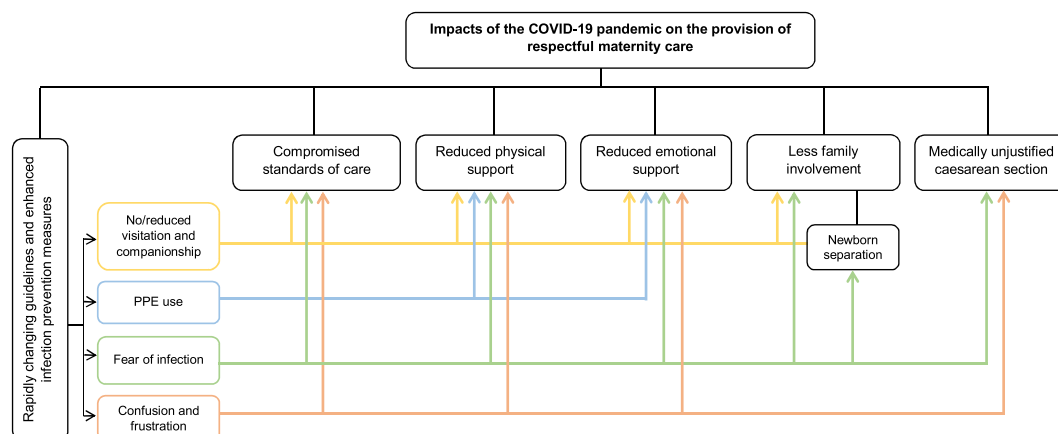 Impacts of the COVID-19 pandemic on the provision of
respectful maternity care
Rapidly changing guidelines and enhanced
infection prevention measures
Compromised
standards of care
Reduced physical
support
Reduced emotional
support
Less family
involvement
Medically unjustified
caesarean section
No/reduced
visitation and
companionship
Newborn
separation
PPE use
Fear of infection
Confusion and
frustration